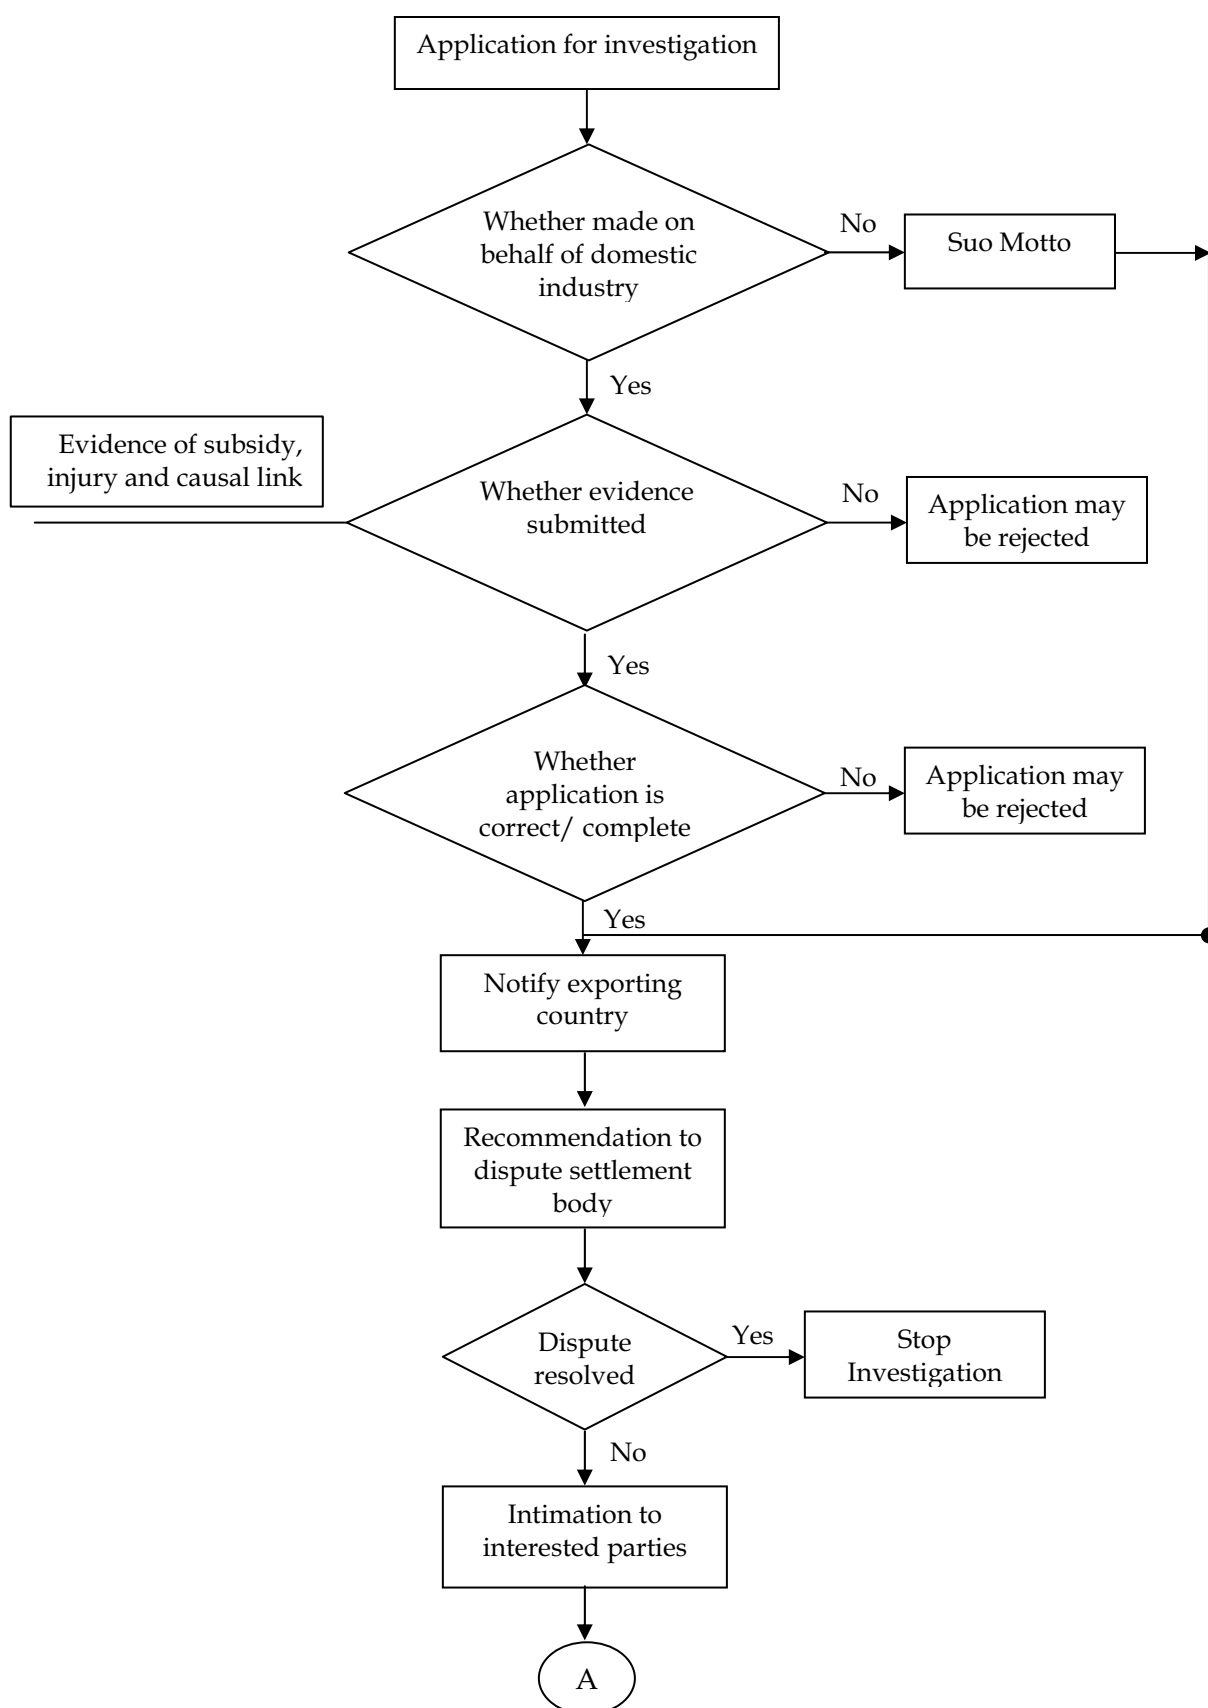 Application for investigation
Whether made on
behalf of domestic
industry
No
Suo Motto
Yes
Evidence of subsidy,
injury and causal link
Whether evidence
submitted
No
Application may
be rejected
Yes
Whether
application is
correct/ complete
No
Application may
be rejected
Yes
Notify exporting
country
Recommendation to
dispute settlement
body
Dispute
resolved
Yes
Stop
Investigation
No
Intimation to
interested parties
A